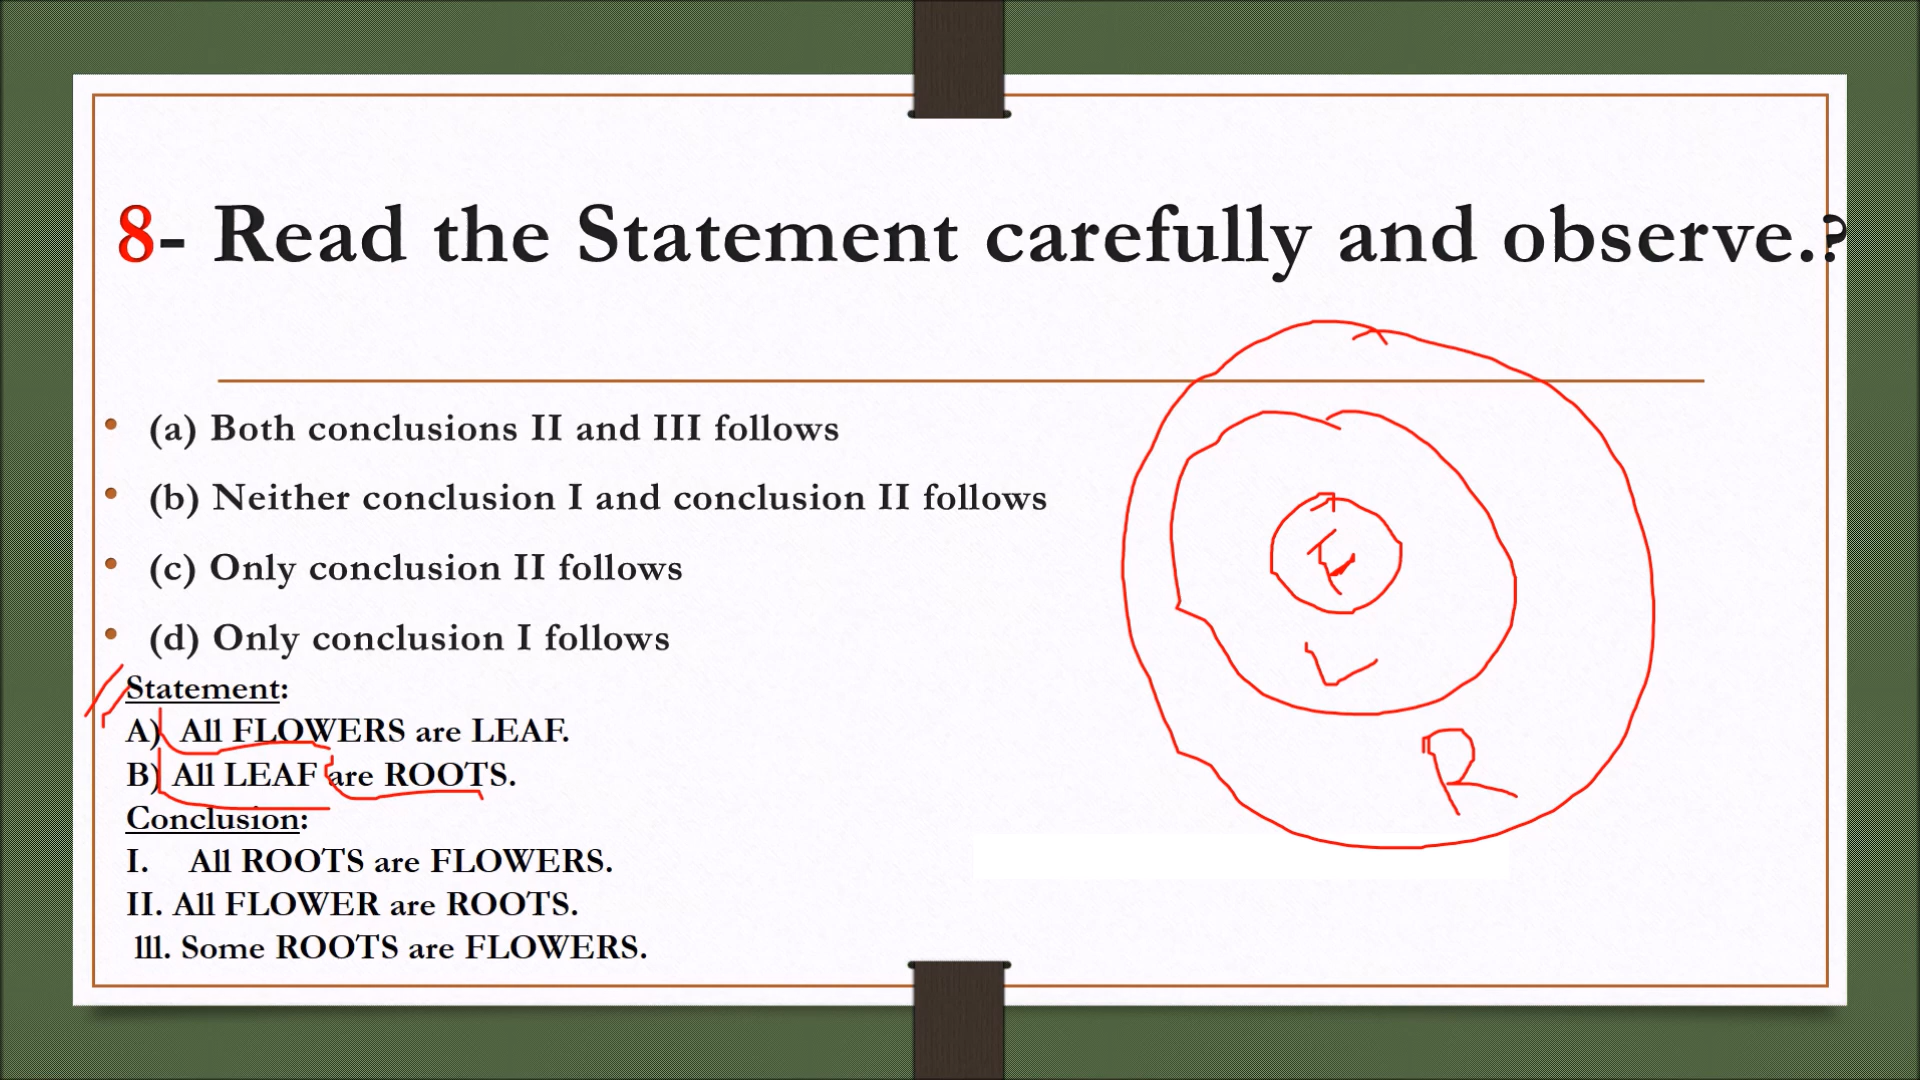 8- Read the Statement carefully and observe.?
• (a) Both conclusions II and III follows
• (b) Neither conclusion I and conclusion II follows
• (c) Only conclusion II follows
• (d) Only conclusion I follows
Statement:
A) All FLOWERS are LEAF.
B) All LEAF are ROOTS.
Conclusion:
I. All ROOTS are FLOWERS.
II. All FLOWER are ROOTS.
lll. Some ROOTS are FLOWERS.
F
L
R